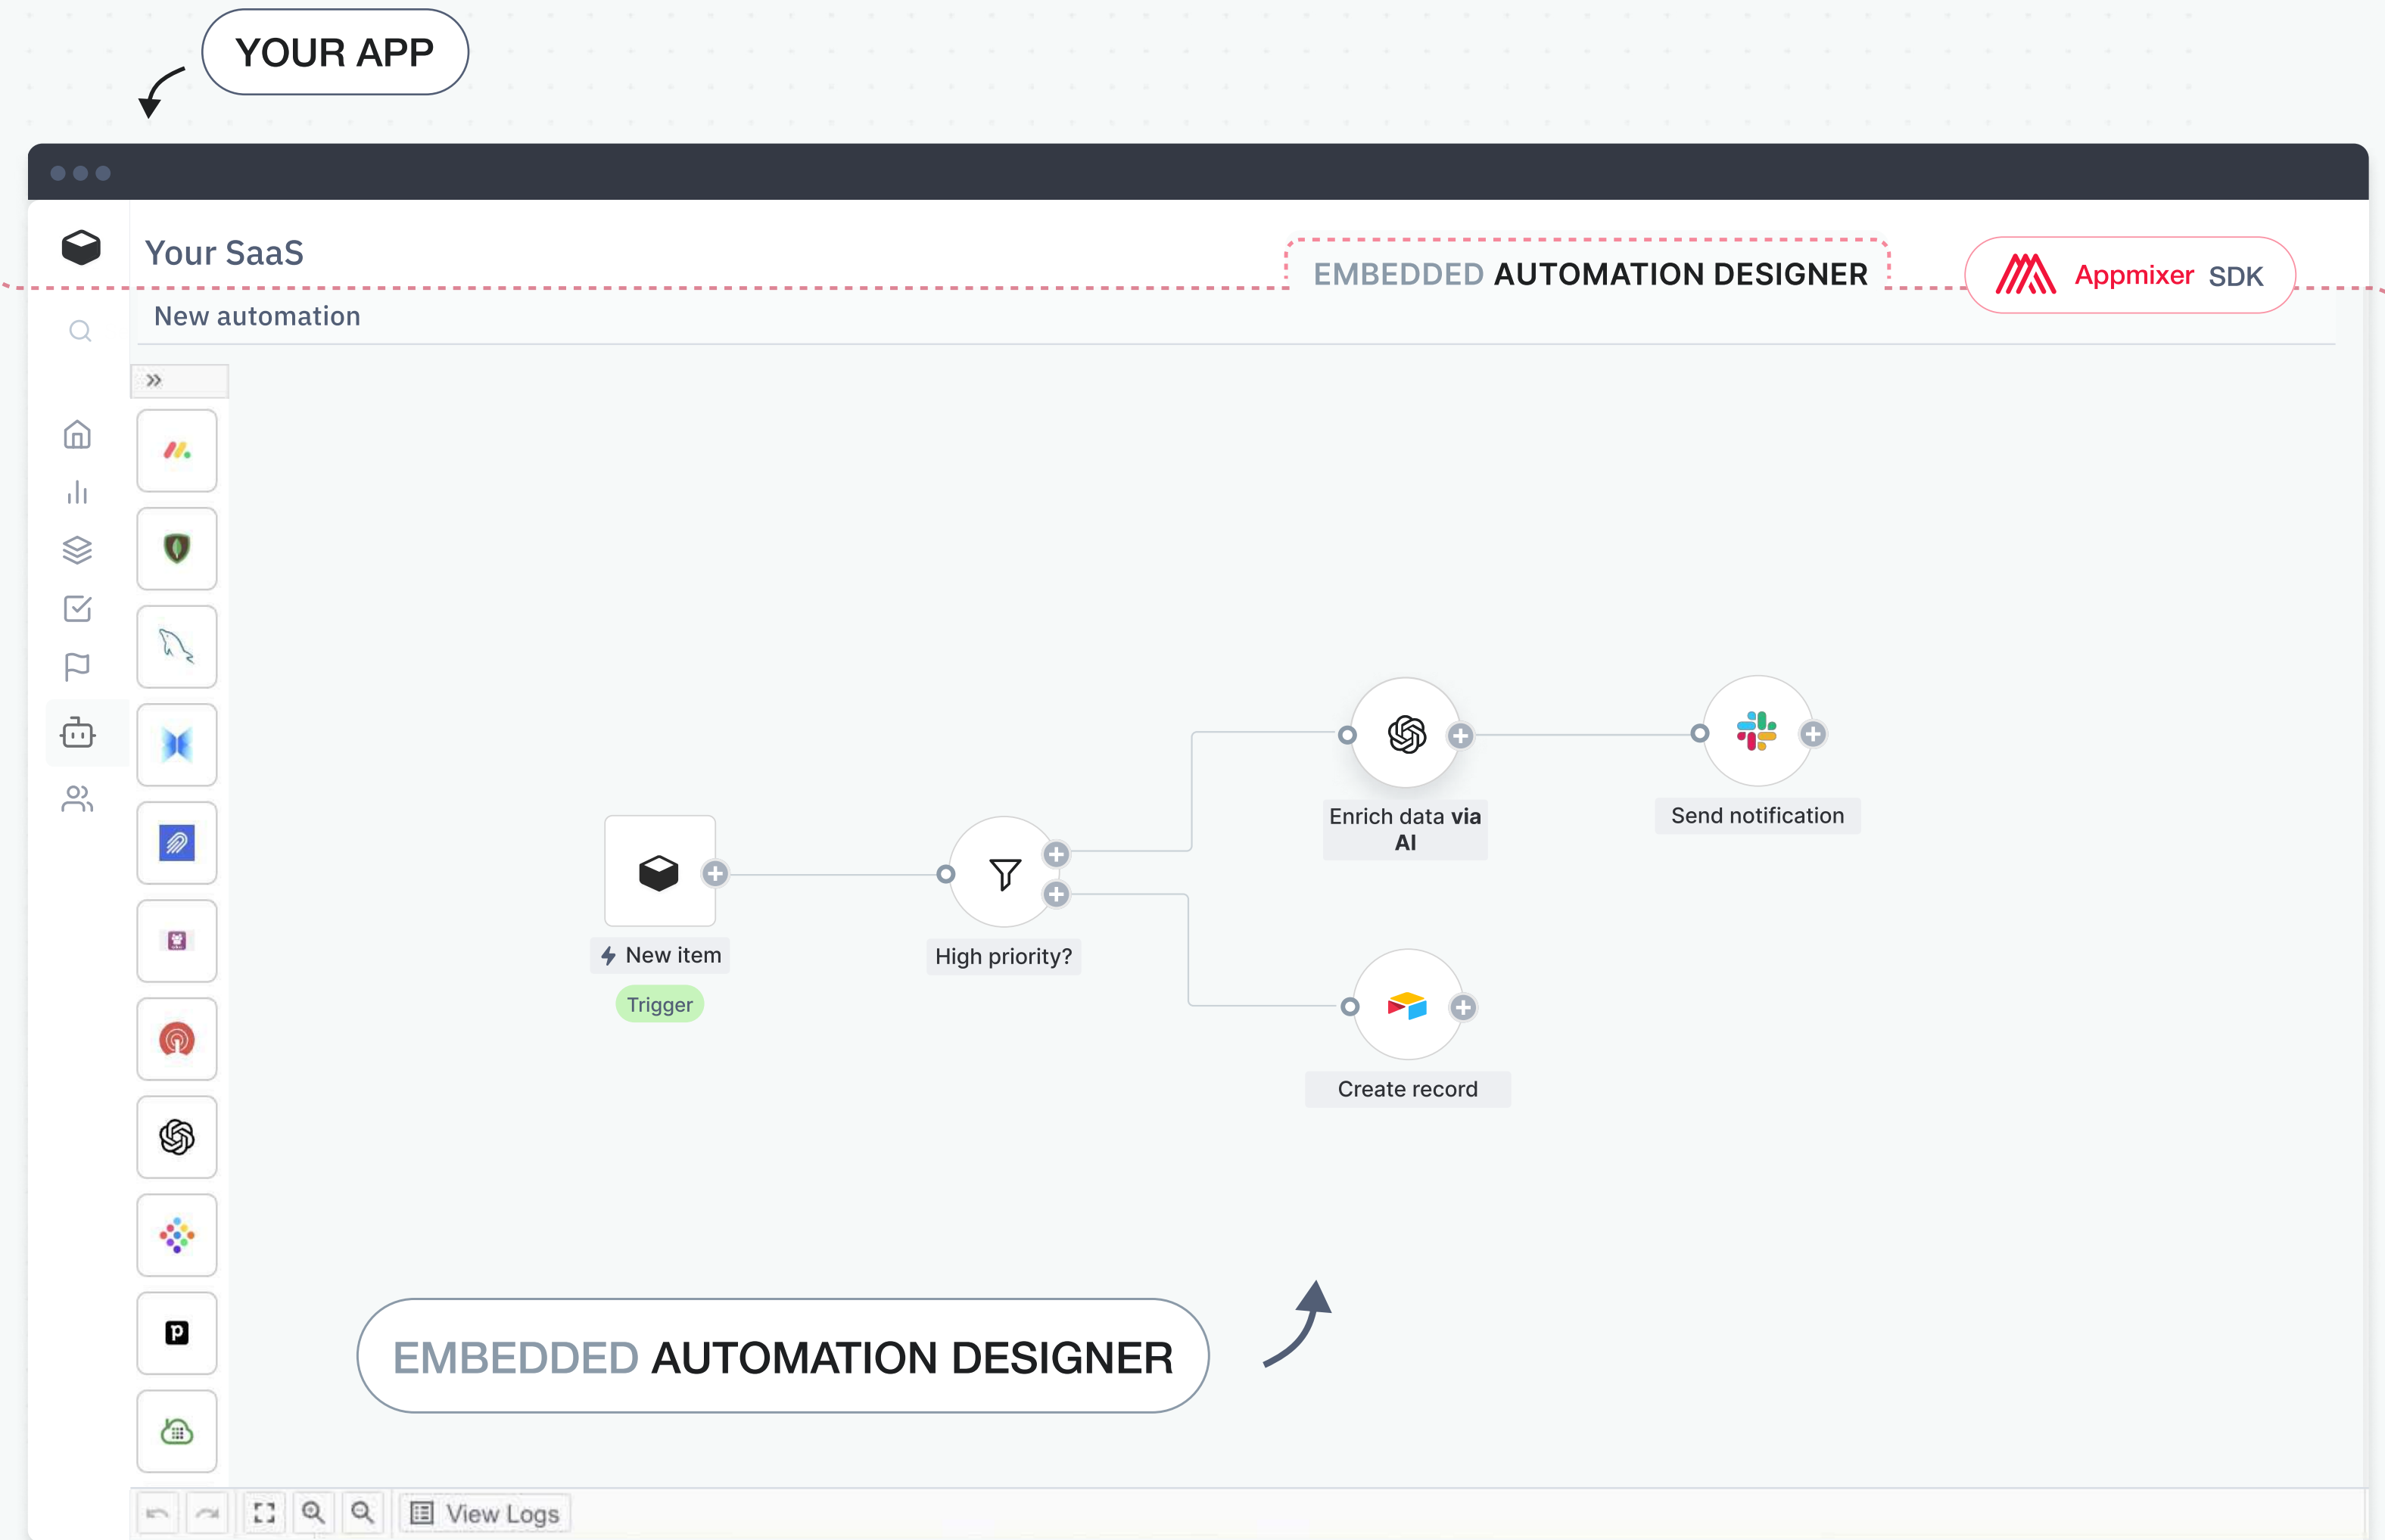 YOUR APP
Your SaaS
EMBEDDED AUTOMATION DESIGNER
Appmixer SDK
New automation
Enrich data via
AI
Send notification
New item
Trigger
High priority?
Create record
EMBEDDED AUTOMATION DESIGNER
View Logs